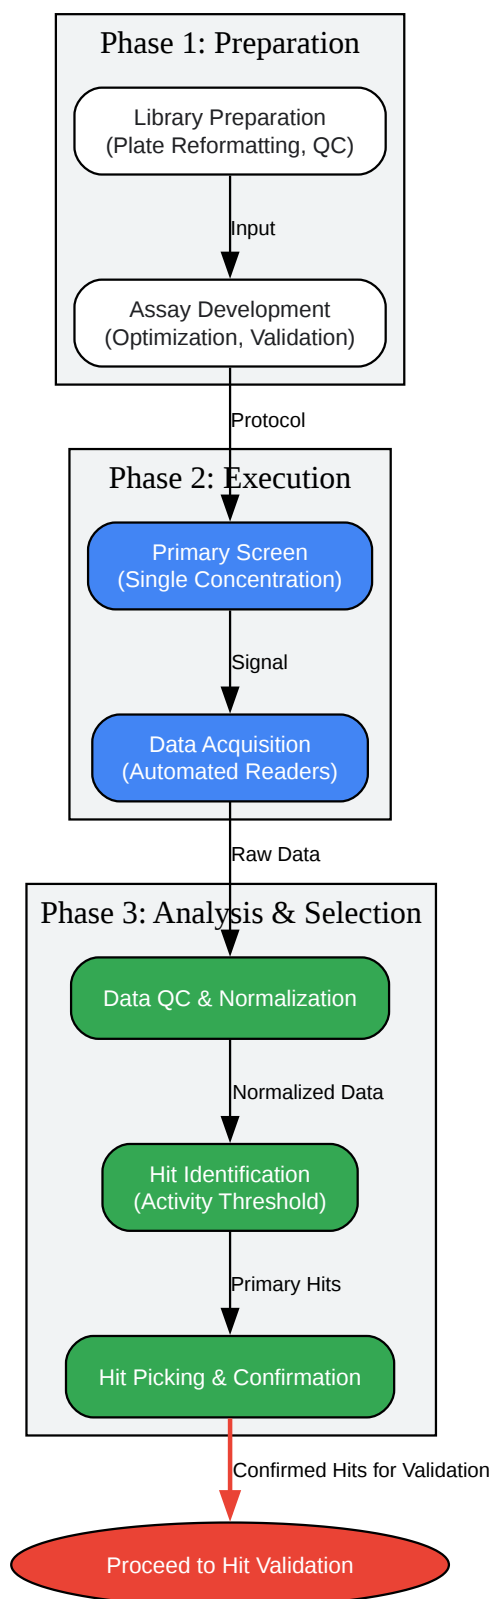 Phase 1: Preparation
Library Preparation
(Plate Reformatting, QC)
Input
Assay Development
(Optimization, Validation)
Protocol
Phase 2: Execution
Primary Screen
(Single Concentration)
Signal
Data Acquisition
(Automated Readers)
Raw Data
Phase 3: Analysis & Selection
Data QC & Normalization
Normalized Data
Hit Identification
(Activity Threshold)
Primary Hits
Hit Picking & Confirmation
Confirmed Hits for Validation
Proceed to Hit Validation